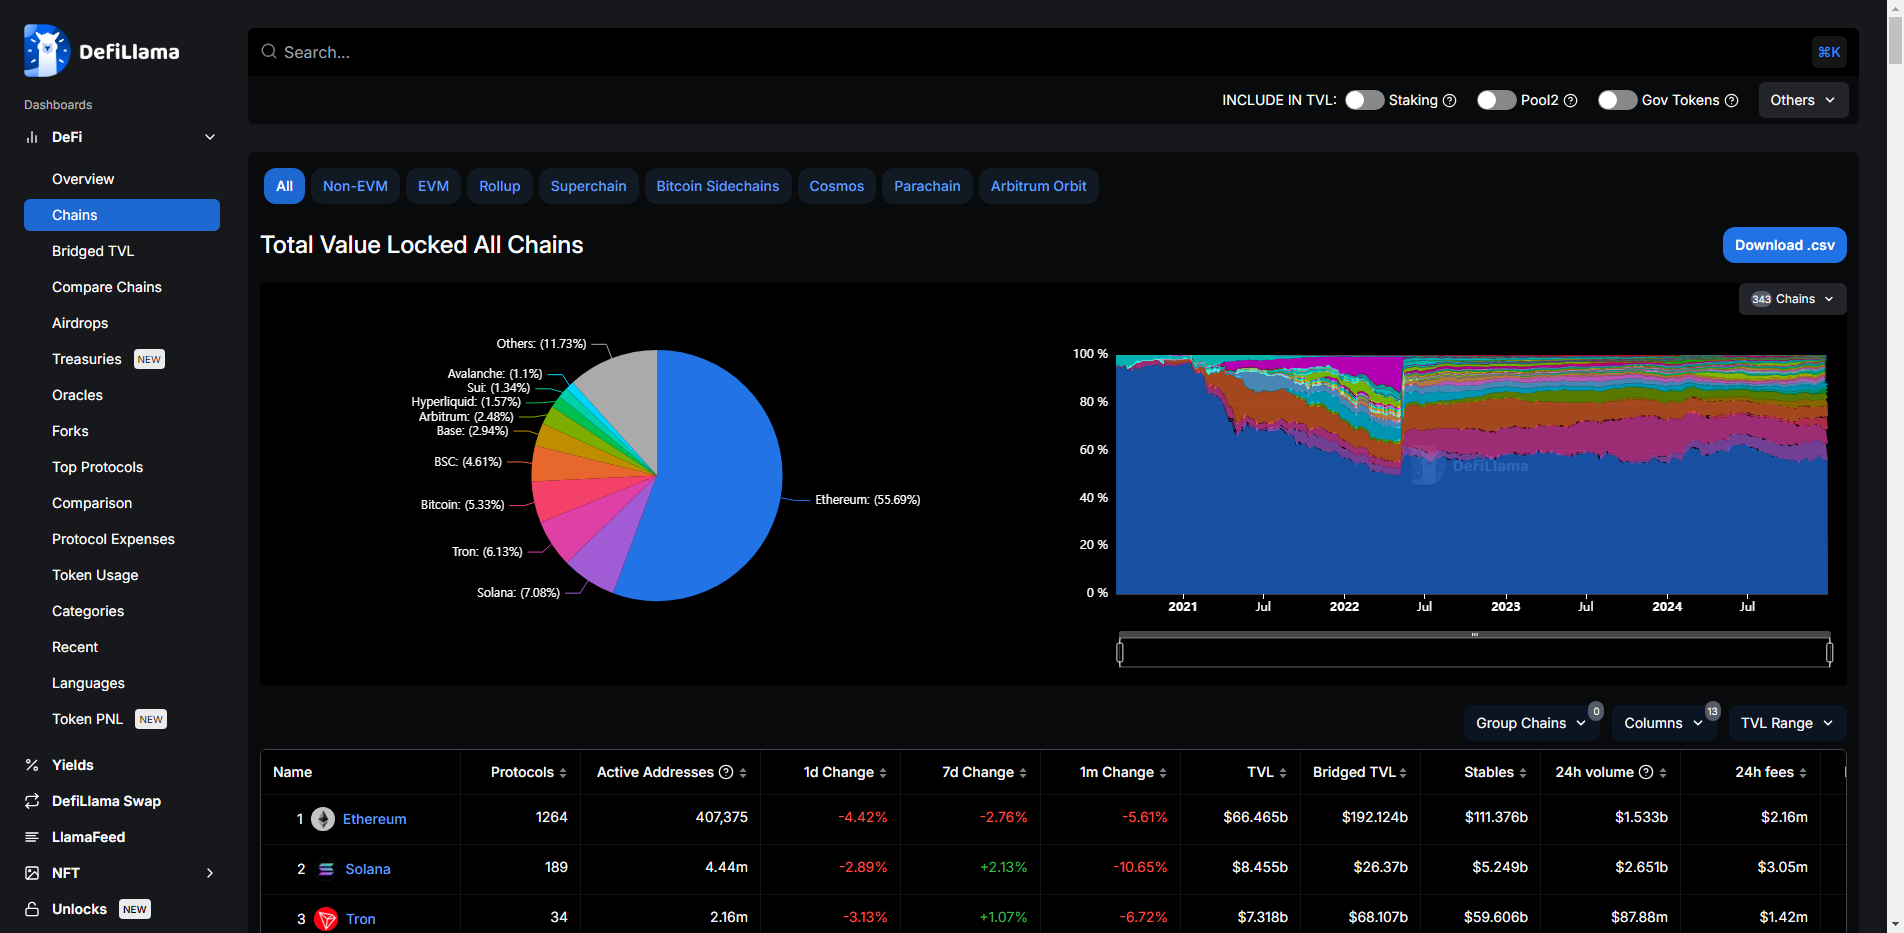 DefiLlama
Search...
⌘K
INCLUDE IN TVL: Staking Pool2 Gov Tokens Others
Dashboards
DeFi
Overview
Chains
Bridged TVL
Compare Chains
Airdrops
Treasuries NEW
Oracles
Forks
Top Protocols
Comparison
Protocol Expenses
Token Usage
Categories
Recent
Languages
Token PNL NEW
Yields
DefiLlama Swap
LlamaFeed
NFT
Unlocks NEW
All Non-EVM EVM Rollup Superchain Bitcoin Sidechains Cosmos Parachain Arbitrum Orbit
Total Value Locked All Chains
Download .csv
343 Chains
Others: (11.73%)
Avalanche: (1.1%)
Sui: (1.34%)
Hyperliquid: (1.57%)
Arbitrum: (2.48%)
Base: (2.94%)
BSC: (4.61%)
Bitcoin: (5.33%)
Tron: (6.13%)
Solana: (7.08%)
Ethereum: (55.69%)
100 %
80 %
60 %
40 %
20 %
0 %
DefiLlama
2021 Jul 2022 Jul 2023 Jul 2024 Jul
Group Chains 0 Columns 13 TVL Range
Name Protocols Active Addresses 1d Change 7d Change 1m Change TVL Bridged TVL Stables 24h volume 24h fees
1 Ethereum 1264 407,375 -4.42% -2.76% -5.61% $66.465b $192.124b $111.376b $1.533b $2.16m
2 Solana 189 4.44m -2.89% +2.13% -10.65% $8.455b $26.37b $5.249b $2.651b $3.05m
3 Tron 34 2.16m -3.13% +1.07% -6.72% $7.318b $68.107b $59.606b $87.88m $1.42m